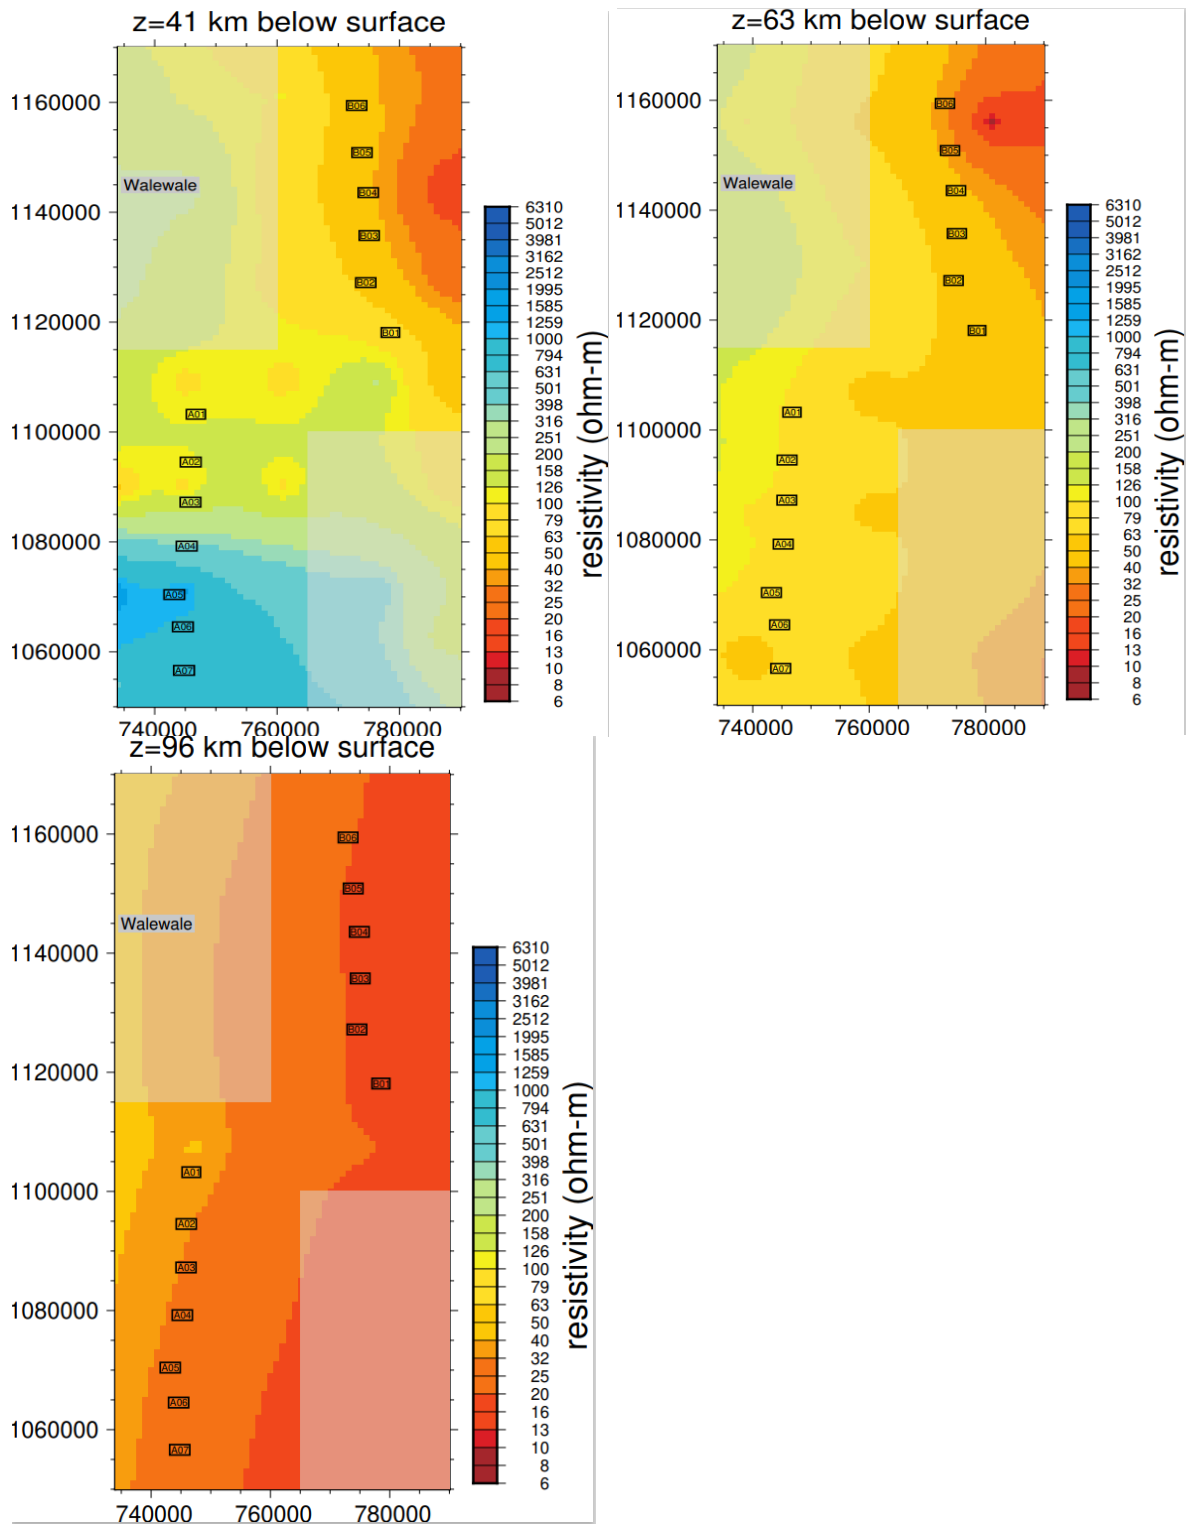 z=41 km below surface
1160000
1140000
1120000
1100000
1080000
1060000
740000 760000 780000
Walewale
B06
B05
B04
B03
B02
B01
A01
A02
A03
A04
A05
A06
A07
6310
5012
3981
3162
2512
1995
1585
1259
1000
794
631
501
398
316
251
200
158
126
100
79
63
50
40
32
25
20
16
13
10
8
6
resistivity (ohm-m)
z=63 km below surface
1160000
1140000
1120000
1100000
1080000
1060000
740000 760000 780000
Walewale
B06
B05
B04
B03
B02
B01
A01
A02
A03
A04
A05
A06
A07
6310
5012
3981
3162
2512
1995
1585
1259
1000
794
631
501
398
316
251
200
158
126
100
79
63
50
40
32
25
20
16
13
10
8
6
resistivity (ohm-m)
z=96 km below surface
1160000
1140000
1120000
1100000
1080000
1060000
740000 760000 780000
Walewale
B06
B05
B04
B03
B02
B01
A01
A02
A03
A04
A05
A06
A07
6310
5012
3981
3162
2512
1995
1585
1259
1000
794
631
501
398
316
251
200
158
126
100
79
63
50
40
32
25
20
16
13
10
8
6
resistivity (ohm-m)